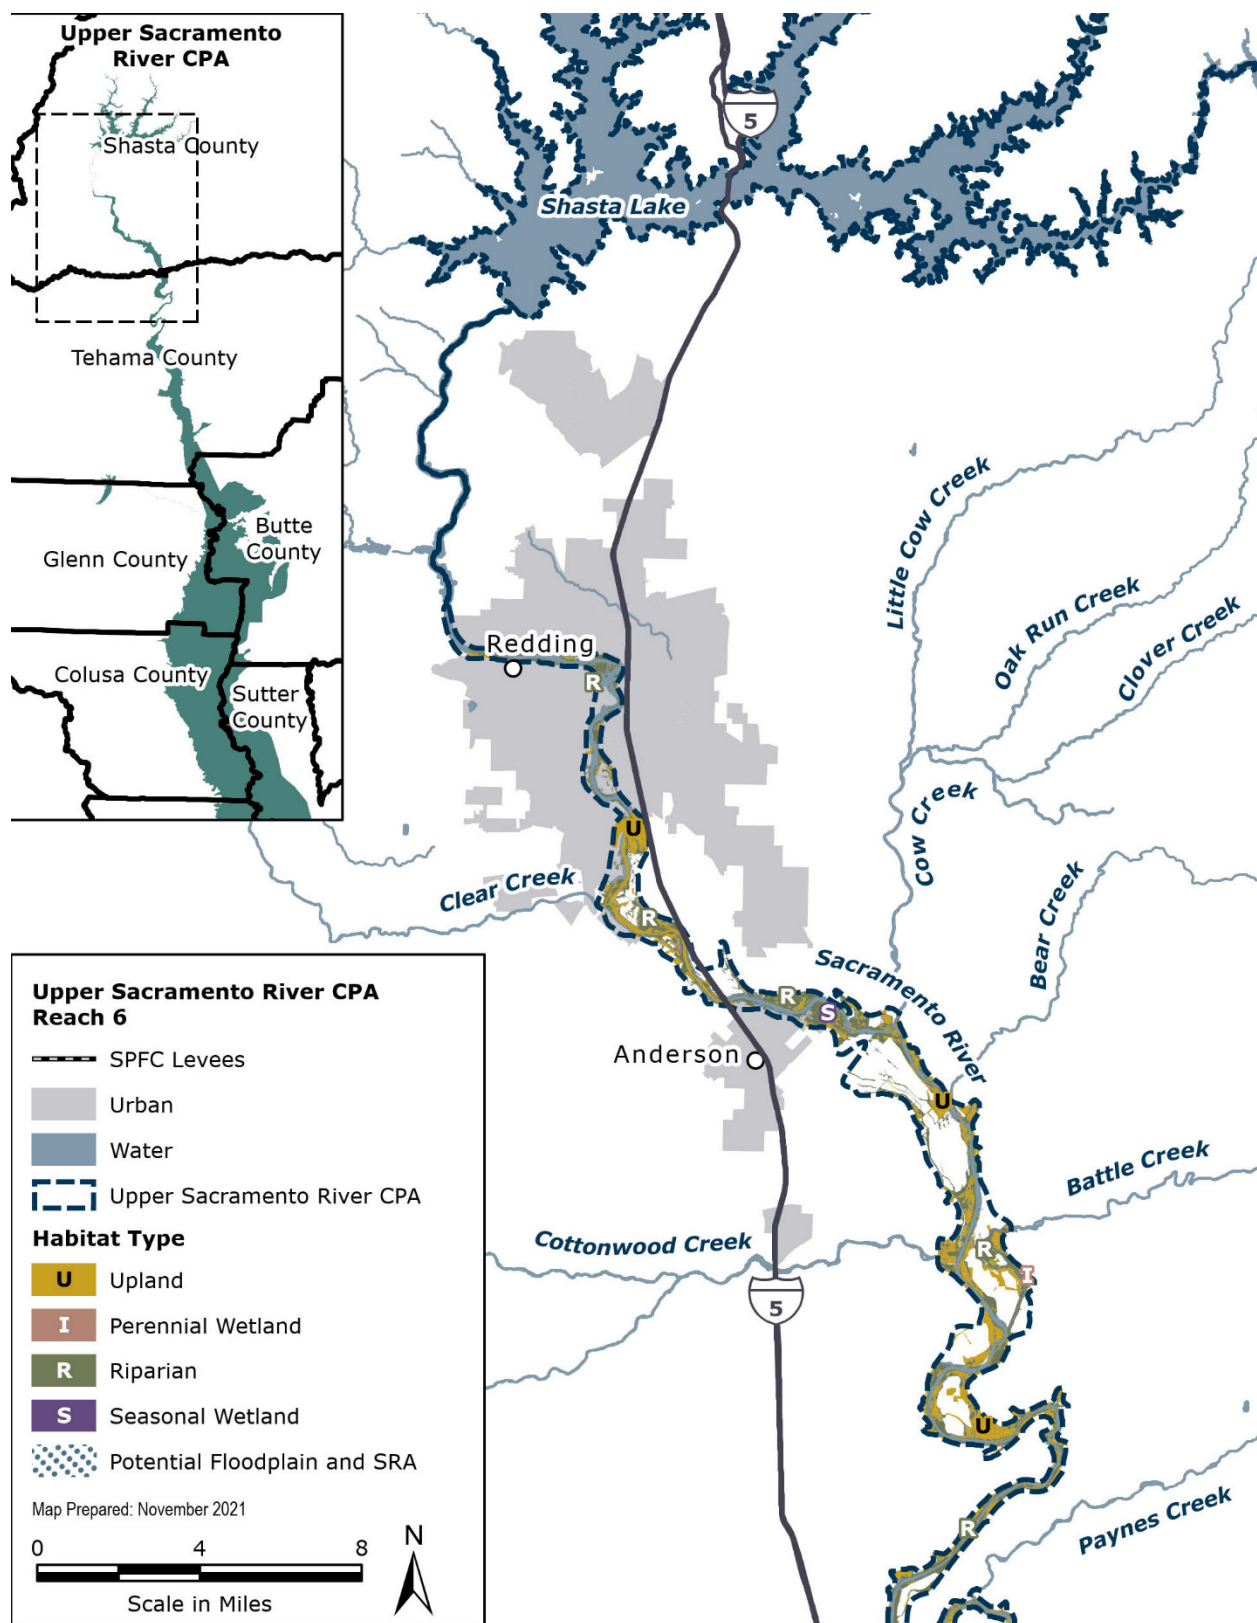 Upper Sacramento
River CPA
Shasta County
Tehama County
Butte
County
Glenn County
Colusa County
Sutter
County
5
Shasta Lake
Little Cow Creek
Oak Run Creek
Clover Creek
Redding
R
Cow Creek
U
Clear Creek
Bear Creek
R
Sacramento River
R
S
Anderson
U
Battle Creek
Cottonwood Creek
R
I
5
U
Paynes Creek
R
Upper Sacramento River CPA
Reach 6
SPFC Levees
Urban
Water
Upper Sacramento River CPA
Habitat Type
U Upland
I Perennial Wetland
R Riparian
S Seasonal Wetland
Potential Floodplain and SRA
Map Prepared: November 2021
0 4 8
Scale in Miles
N